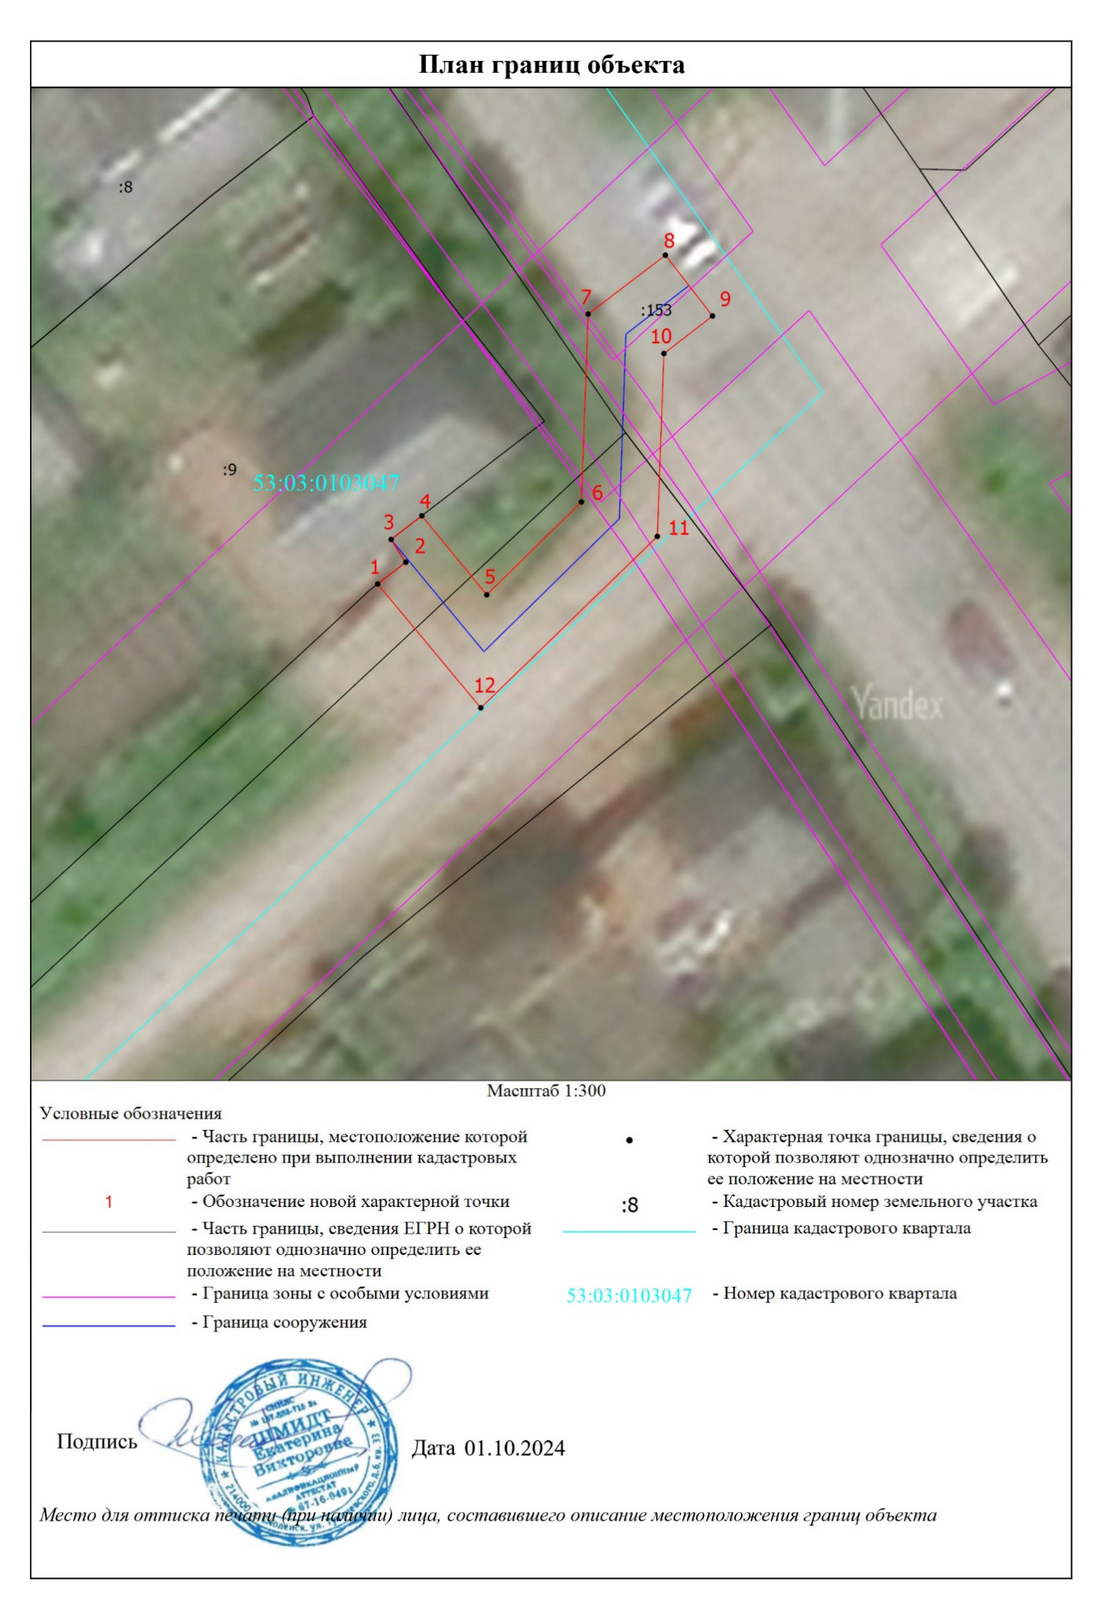 План границ объекта
:8
8
7
9
:153
10
:9
53:03:0103047
4
6
3
11
2
1
5
12
Yandex
Масштаб 1:300
Условные обозначения
- Часть границы, местоположение которой
определено при выполнении кадастровых
работ
- Характерная точка границы, сведения о
которой позволяют однозначно определить
ее положение на местности
1
- Обозначение новой характерной точки
:8
- Кадастровый номер земельного участка
- Часть границы, сведения ЕГРН о которой
позволяют однозначно определить ее
положение на местности
- Граница кадастрового квартала
- Граница зоны с особыми условиями
53:03:0103047
- Номер кадастрового квартала
- Граница сооружения
КАДАСТРОВЫЙ ИНЖЕНЕР
ШМИДТ
Екатерина
Викторовна
КВАЛИФИКАЦИОННЫЙ
АТТЕСТАТ
Подпись
Дата 01.10.2024
Место для оттиска печати (при наличии) лица, составившего описание местоположения границ объекта